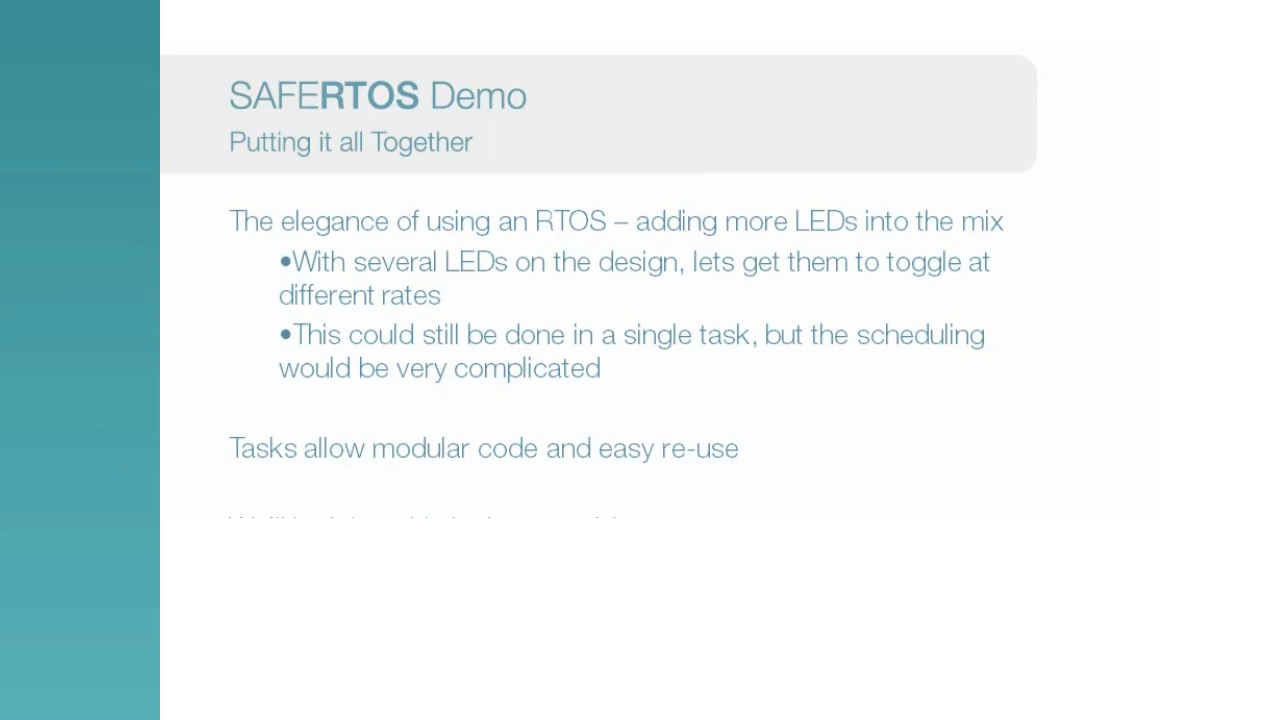 SAFERTOS Demo
Putting it all Together
The elegance of using an RTOS – adding more LEDs into the mix
•With several LEDs on the design, lets get them to toggle at
different rates
•This could still be done in a single task, but the scheduling
would be very complicated
Tasks allow modular code and easy re-use